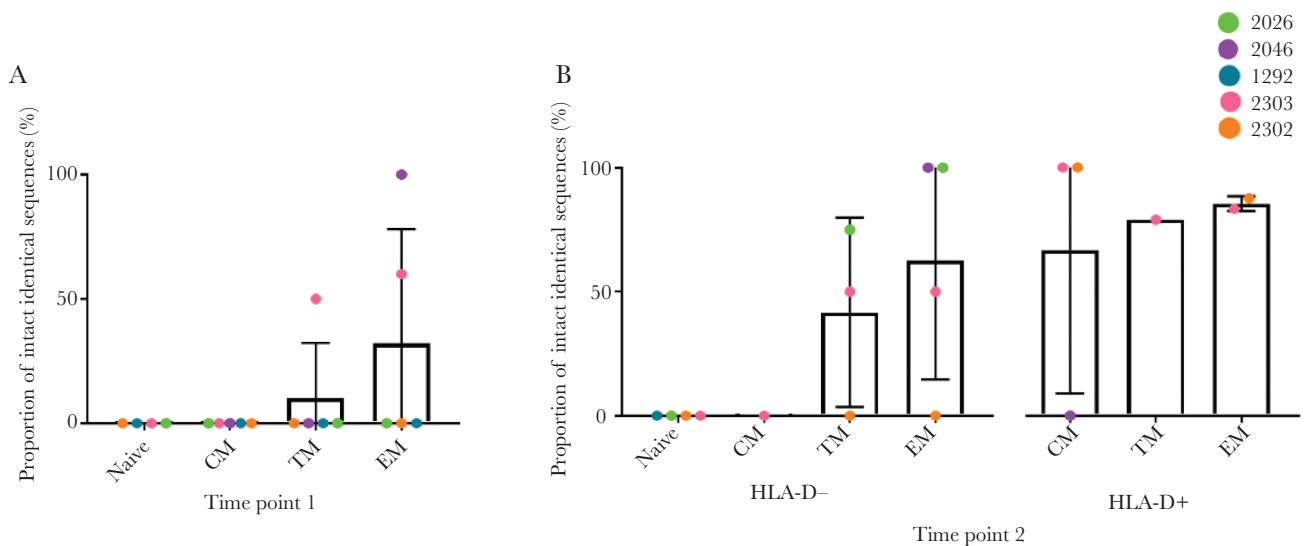 2026
2046
1292
2303
2302
A
Proportion of intact identical sequences (%)
100
50
0
Naive
CM
TM
EM
Time point 1
B
Proportion of intact identical sequences (%)
100
50
0
Naive
CM
TM
EM
HLA-D–
CM
TM
EM
HLA-D+
Time point 2